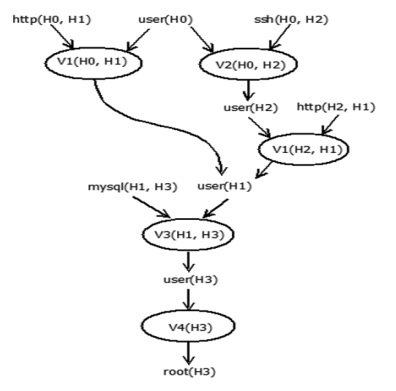 http(H0, H1) user(H0) ssh(H0, H2)
V1(H0, H1) V2(H0, H2)
user(H2) http(H2, H1)
V1(H2, H1)
mysql(H1, H3) user(H1)
V3(H1, H3)
user(H3)
V4(H3)
root(H3)